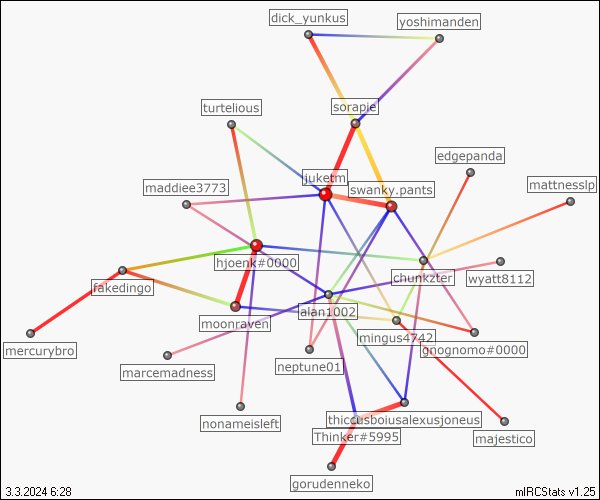 dick_yunkus
yoshimanden
sorapie
turtelious
edgepanda
juketm
swanky.pants
mattnesslp
maddiee3773
hjoenk#0000
chunkzter
wyatt8112
fakedingo
moonraven
alan1002
mingus4742
gnognomo#0000
mercurybro
marcemadness
neptune01
nonameisleft
thiccusboiusalexusjoneus
Thinker#5995
majestico
gorudenneko
3.3.2024 6:28
mIRCStats v1.25